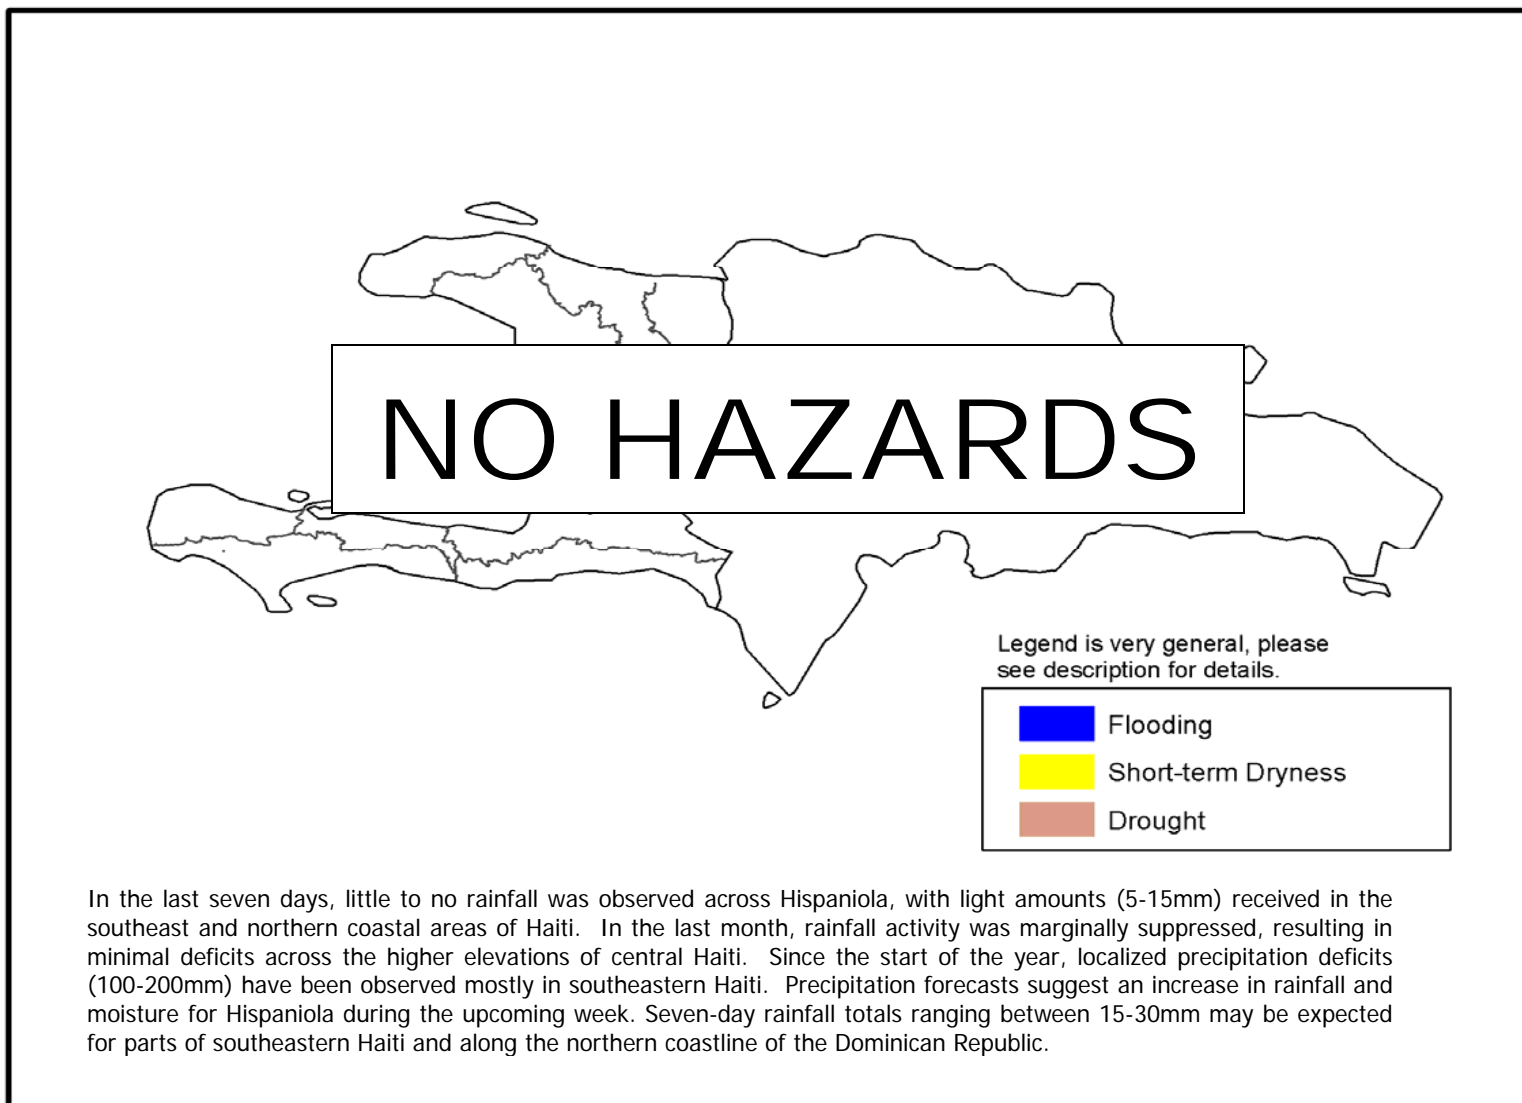 NO HAZARDS
Legend is very general, please
see description for details.
Flooding
Short-term Dryness
Drought
In the last seven days, little to no rainfall was observed across Hispaniola, with light amounts (5-15mm) received in the
southeast and northern coastal areas of Haiti.  In the last month, rainfall activity was marginally suppressed, resulting in
minimal deficits across the higher elevations of central Haiti.  Since the start of the year, localized precipitation deficits
(100-200mm) have been observed mostly in southeastern Haiti.  Precipitation forecasts suggest an increase in rainfall and
moisture for Hispaniola during the upcoming week. Seven-day rainfall totals ranging between 15-30mm may be expected
for parts of southeastern Haiti and along the northern coastline of the Dominican Republic.